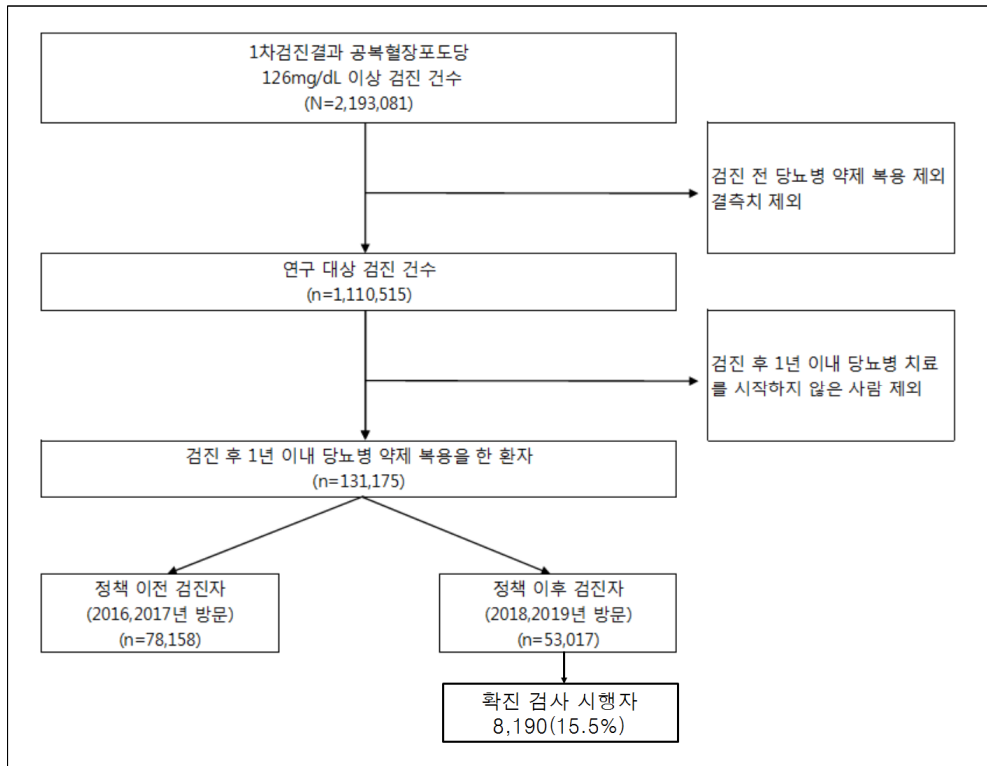 1차검진결과 공복혈장포도당
126mg/dL 이상 검진 건수
(N=2,193,081)
검진 전 당뇨병 약제 복용 제외
결측치 제외
연구 대상 검진 건수
(n=1,110,515)
검진 후 1년 이내 당뇨병 치료
를 시작하지 않은 사람 제외
검진 후 1년 이내 당뇨병 약제 복용을 한 환자
(n=131,175)
정책 이전 검진자
(2016,2017년 방문)
(n=78,158)
정책 이후 검진자
(2018,2019년 방문)
(n=53,017)
확진 검사 시행자
8,190(15.5%)